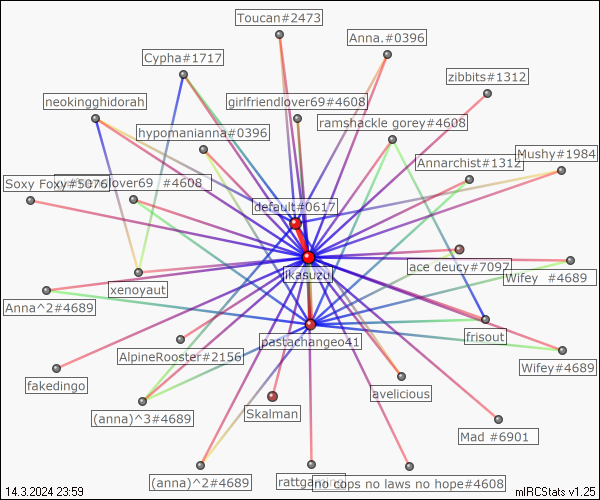 Toucan#2473
Anna.#0396
Cypha#1717
zibbits#1312
neokingghidorah
girlfriendlover69#4608
ramshackle gorey#4608
hypomanianna#0396
Mushy#1984
Annarchist#1312
Soxy Foxy#5076
lover69 #4608
default#0617
ikasuzu
ace deucy#7097
Wifey #4689
xenoyaut
Anna^2#4689
frisout
pastachangeo41
AlpineRooster#2156
Wifey#4689
fakedingo
avelicious
Skalman
(anna)^3#4689
Mad #6901
(anna)^2#4689
rattgaming
no cops no laws no hope#4608
14.3.2024 23:59
mIRCStats v1.25